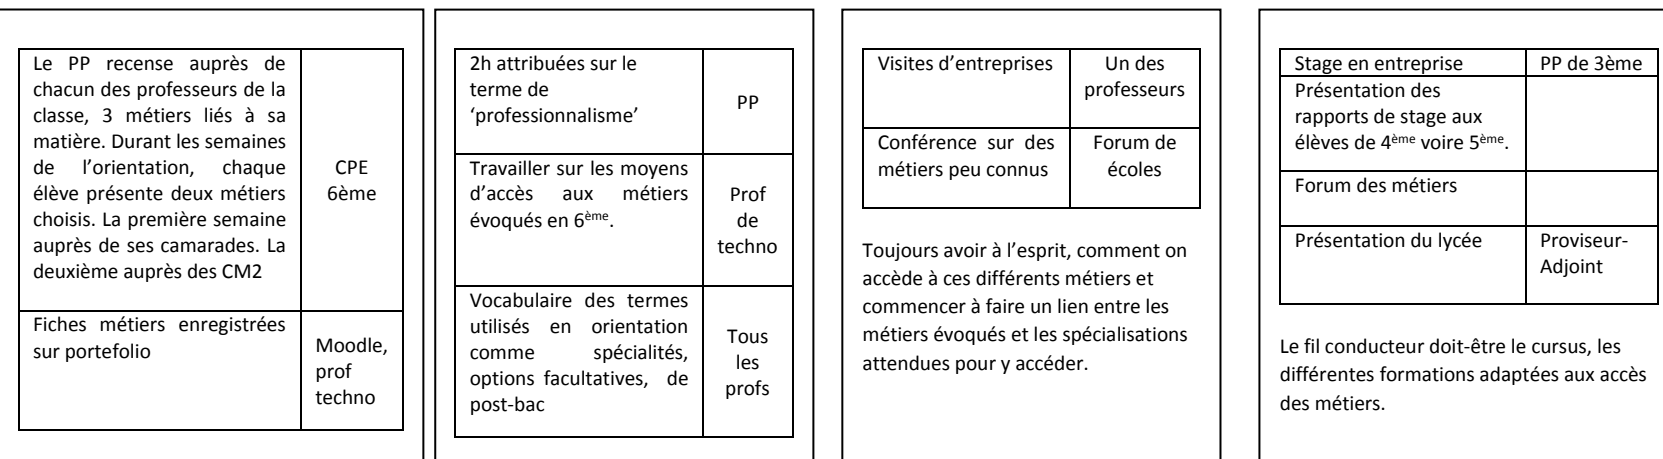 Le PP recense auprès de
chacun des professeurs de la
classe, 3 métiers liés à sa
matière. Durant les semaines
de l’orientation, chaque
élève présente deux métiers
choisis. La première semaine
auprès de ses camarades. La
deuxième auprès des CM2
CPE
6ème
Fiches métiers enregistrées
sur portefolio
Moodle,
prof
techno
2h attribuées sur le
terme de
‘professionnalisme’
PP
Travailler sur les moyens
d’accès aux métiers
évoqués en 6ème.
Prof
de
techno
Vocabulaire des termes
utilisés en orientation
comme spécialités,
options facultatives, de
post-bac
Tous
les
profs
Visites d’entreprises
Un des
professeurs
Conférence sur des
métiers peu connus
Forum de
écoles
Toujours avoir à l’esprit, comment on
accède à ces différents métiers et
commencer à faire un lien entre les
métiers évoqués et les spécialisations
attendues pour y accéder.
Stage en entreprise
PP de 3ème
Présentation des
rapports de stage aux
élèves de 4ème voire 5ème.
Forum des métiers
Présentation du lycée
Proviseur-
Adjoint
Le fil conducteur doit-être le cursus, les
différentes formations adaptées aux accès
des métiers.